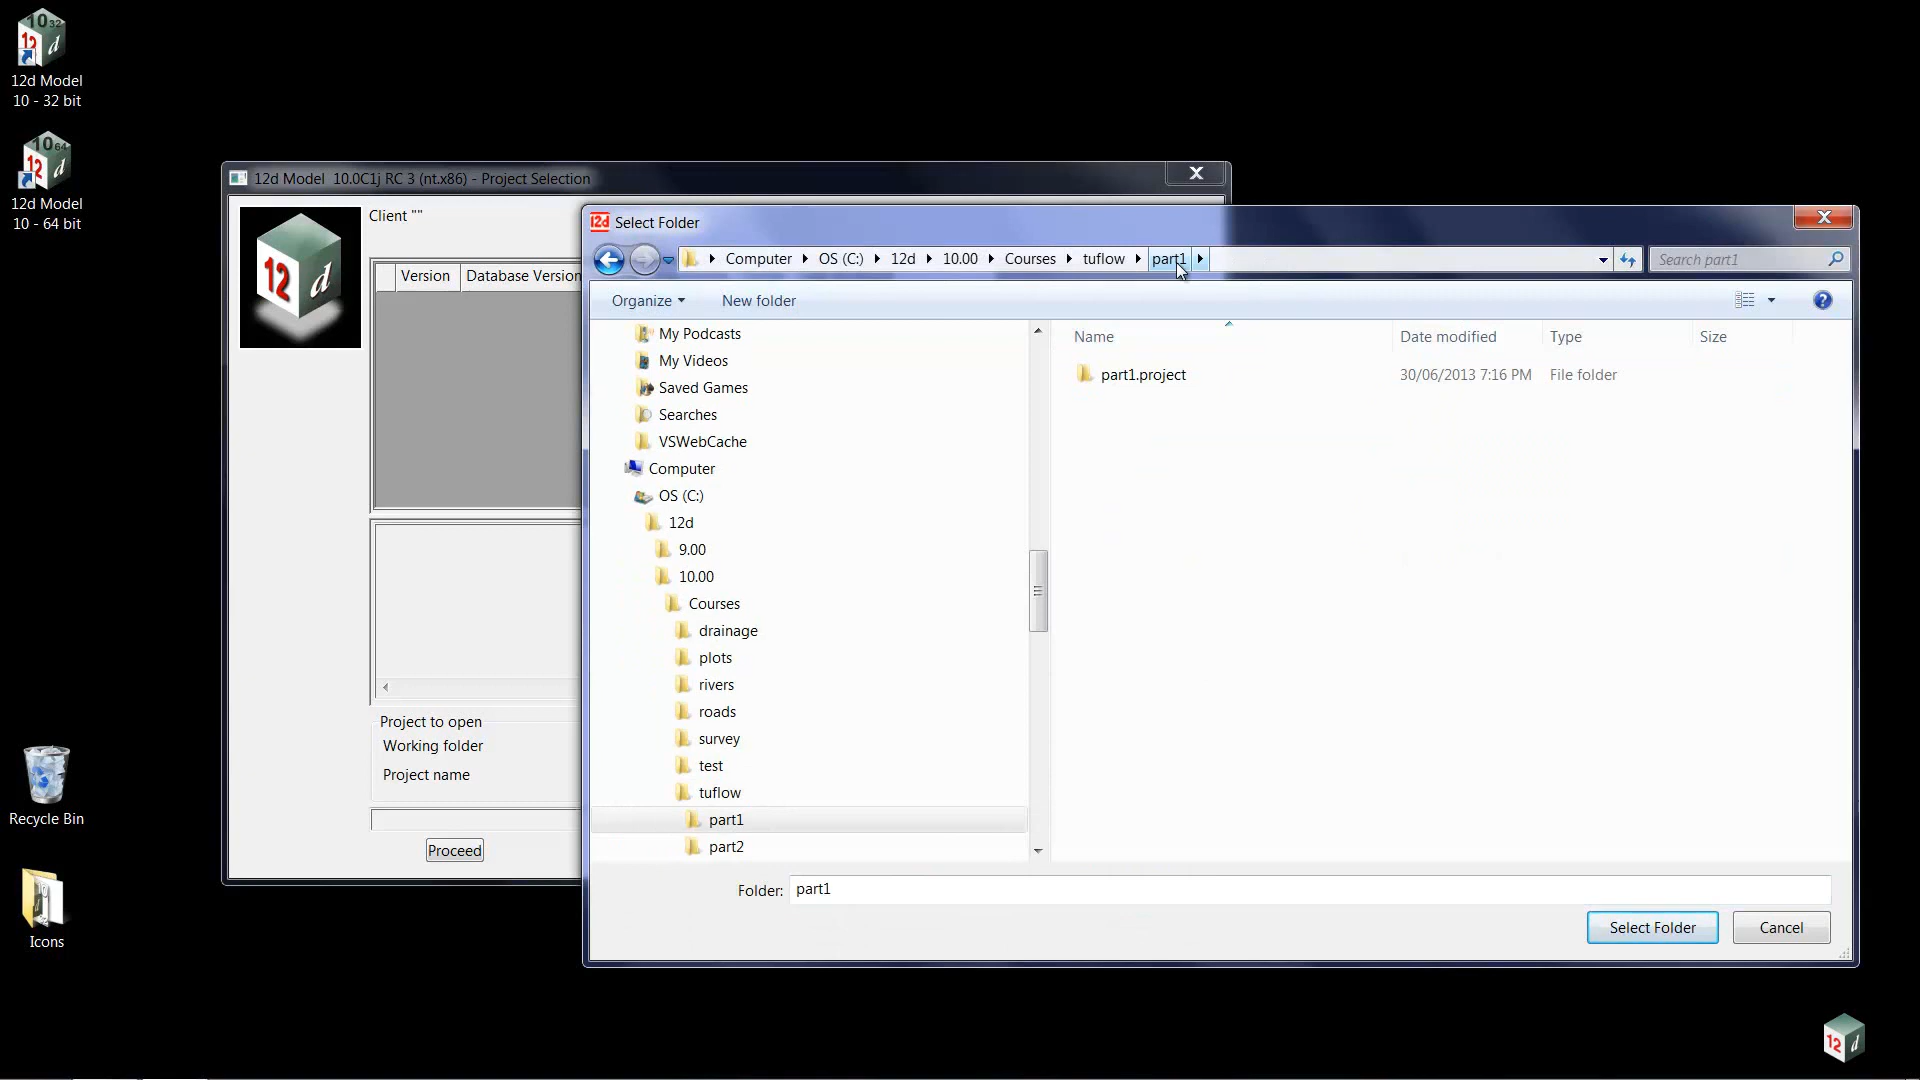 12d Model
10 - 32 bit
12d Model
10 - 64 bit
Recycle Bin
Icons
12d Model 10.0C1j RC 3 (nt.x86) - Project Selection
Client ""
Version
Database Version
Project to open
Working folder
Project name
Proceed
12d Select Folder
Computer
OS (C:)
12d
10.00
Courses
tuflow
part1
Search part1
Organize
New folder
Name
Date modified
Type
Size
part1.project
30/06/2013 7:16 PM
File folder
My Podcasts
My Videos
Saved Games
Searches
VSWebCache
Computer
OS (C:)
12d
9.00
10.00
Courses
drainage
plots
rivers
roads
survey
test
tuflow
part1
part2
Folder: part1
Select Folder
Cancel
12 d